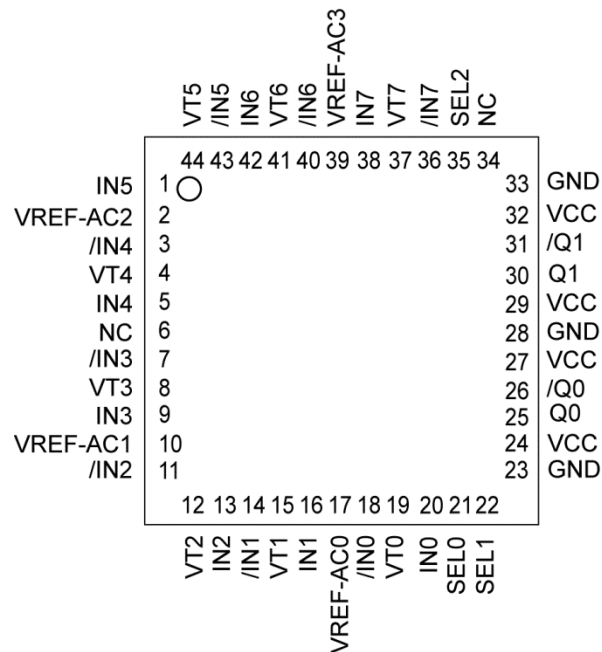 VT5 /IN5 IN6 VT6 /IN6 VREF-AC3 IN7 VT7 /IN7 SEL2 NC
44 43 42 41 40 39 38 37 36 35 34
IN5 1 33 GND
VREF-AC2 2 32 VCC
/IN4 3 31 /Q1
VT4 4 30 Q1
IN4 5 29 VCC
NC 6 28 GND
/IN3 7 27 VCC
VT3 8 26 /Q0
IN3 9 25 Q0
VREF-AC1 10 24 VCC
/IN2 11 23 GND
12 13 14 15 16 17 18 19 20 21 22
VT2 IN2 /IN1 VT1 IN1 VREF-AC0 /IN0 VT0 IN0 SEL0 SEL1